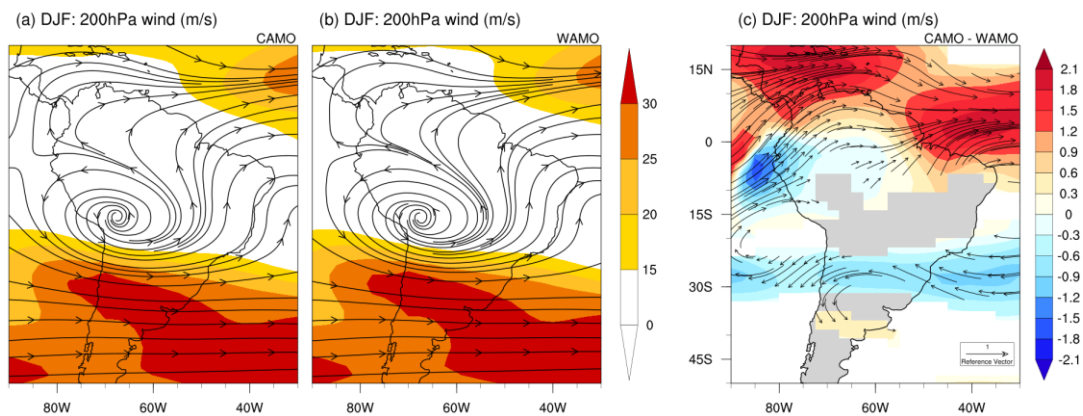 (a) DJF: 200hPa wind (m/s)
CAMO
(b) DJF: 200hPa wind (m/s)
WAMO
30
25
20
15
0
(c) DJF: 200hPa wind (m/s)
CAMO - WAMO
15N
0
15S
30S
45S
1
Reference Vector
2.1
1.8
1.5
1.2
0.9
0.6
0.3
0
-0.3
-0.6
-0.9
-1.2
-1.5
-1.8
-2.1
80W 60W 40W
80W 60W 40W
80W 60W 40W